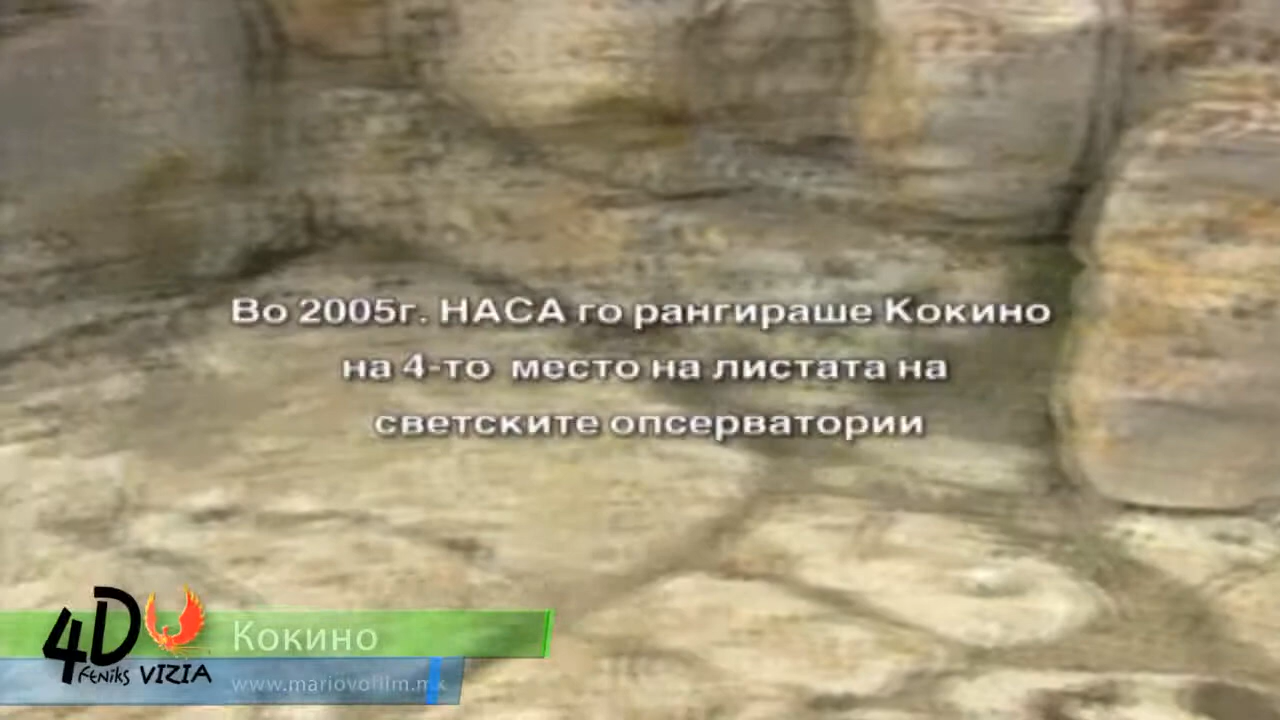 Во 2005г. НАСА го рангираше Кокино
на 4-то место на листата на
светските опсерватории
4D
Feniks VIZIA
Кокино
www.mariovofilm.mk